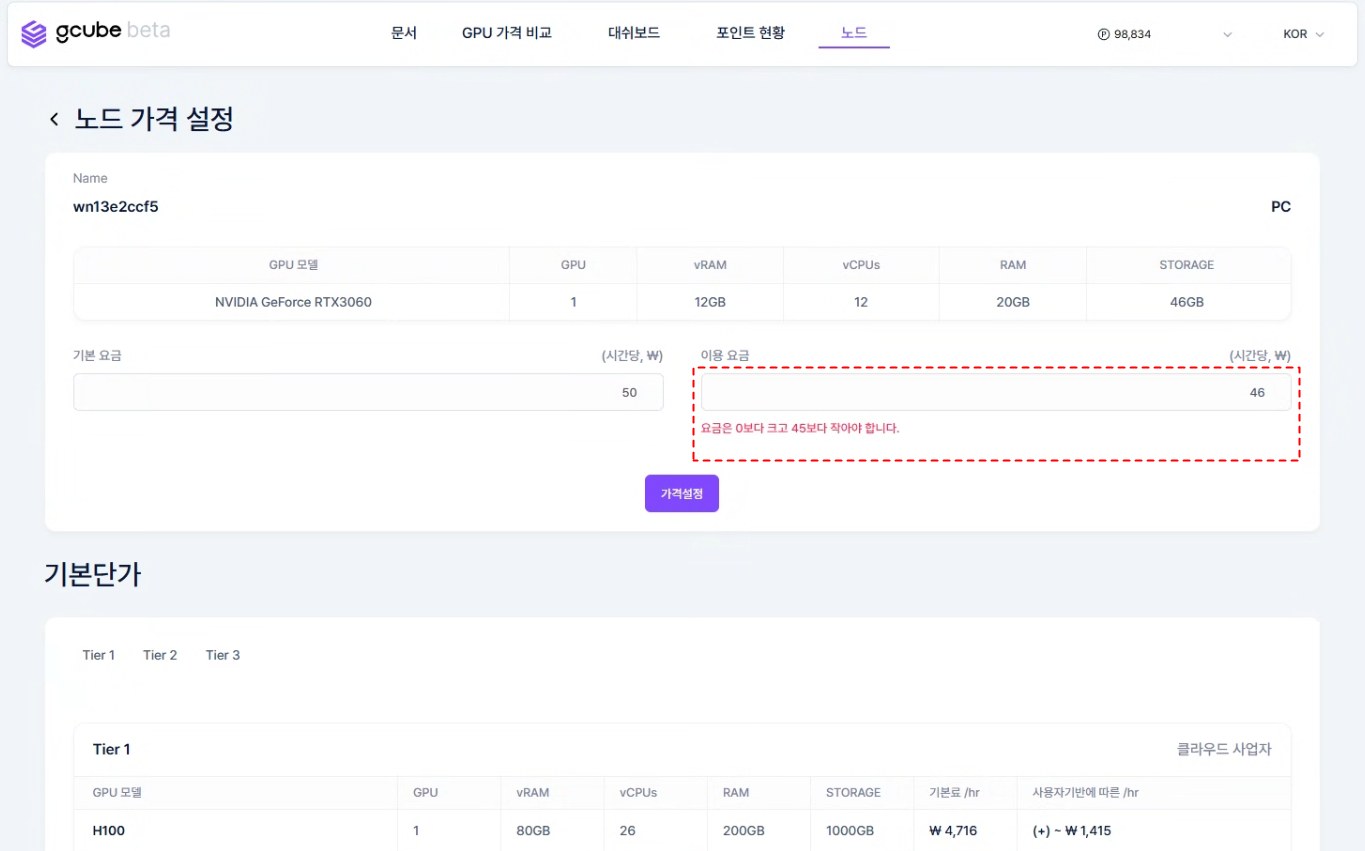 gcube beta 문서 GPU 가격 비교 대쉬보드 포인트 현황 노드 Ⓟ 98,834 KOR
노드 가격 설정
Name
wn13e2ccf5 PC
GPU 모델 GPU vRAM vCPUs RAM STORAGE
NVIDIA GeForce RTX3060 1 12GB 12 20GB 46GB
기본 요금 (시간당, ₩) 이용 요금 (시간당, ₩)
50 46
요금은 0보다 크고 45보다 작아야 합니다.
가격설정
기본단가
Tier 1 Tier 2 Tier 3
Tier 1 클라우드 사업자
GPU 모델 GPU vRAM vCPUs RAM STORAGE 기본료 /hr 사용자기반에 따른 /hr
H100 1 80GB 26 200GB 1000GB ₩ 4,716 (+) ~ ₩ 1,415